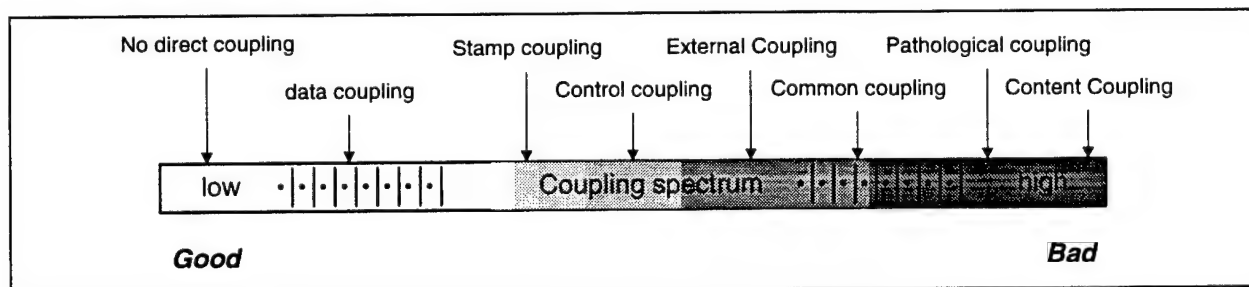 No direct coupling
Stamp coupling
External Coupling
Pathological coupling
data coupling
Control coupling
Common coupling
Content Coupling
low
Coupling spectrum
high
Good
Bad